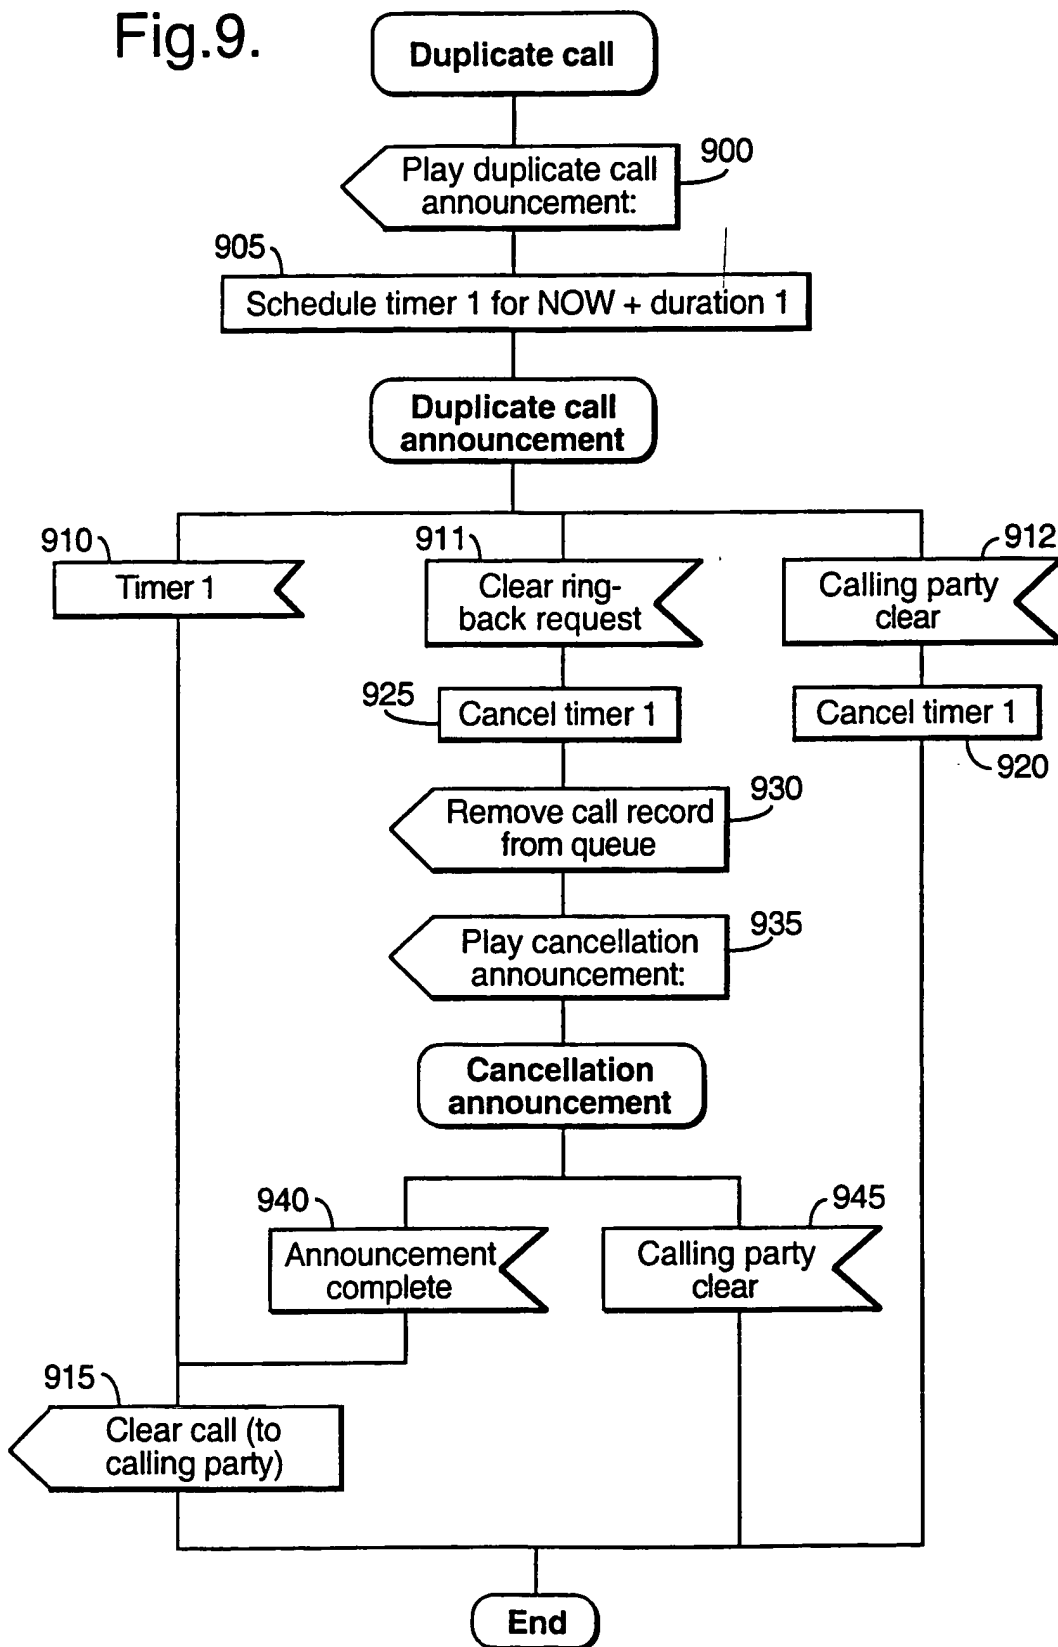 Fig.9.
Duplicate call
Play duplicate call
announcement:
900
905
Schedule timer 1 for NOW + duration 1
Duplicate call
announcement
910
Timer 1
911
Clear ring-
back request
912
Calling party
clear
925
Cancel timer 1
Cancel timer 1
920
Remove call record
from queue
930
Play cancellation
announcement:
935
Cancellation
announcement
940
Announcement
complete
945
Calling party
clear
915
Clear call (to
calling party)
End